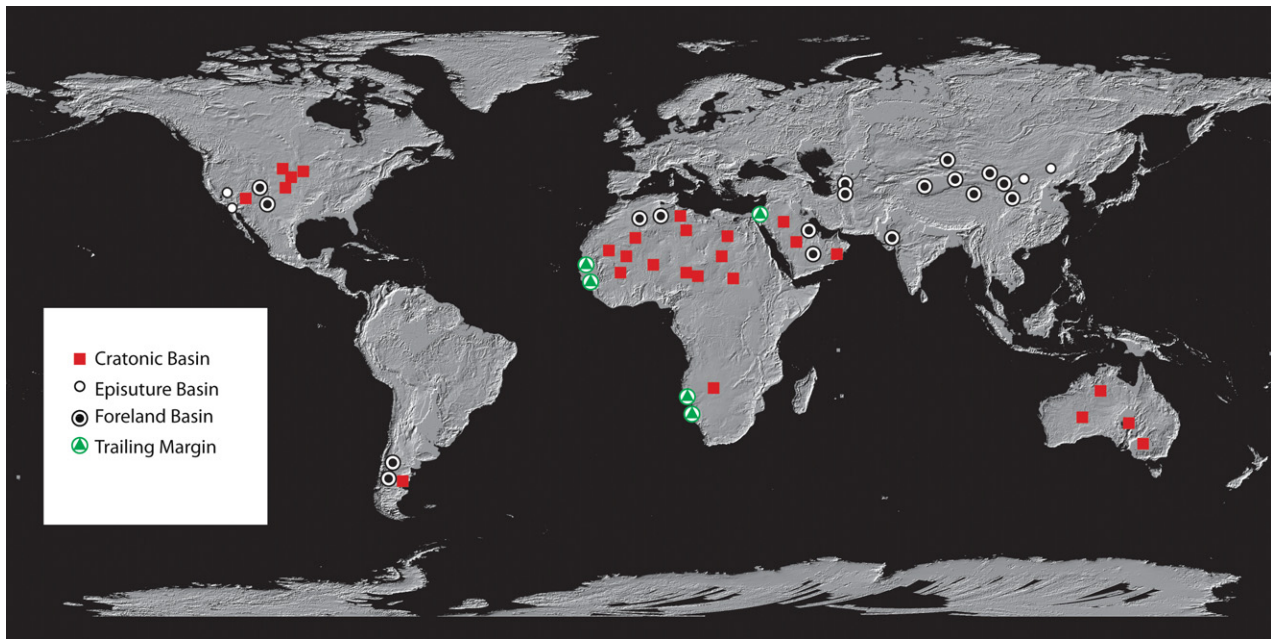 Cratonic Basin
Episuture Basin
Foreland Basin
Trailing Margin